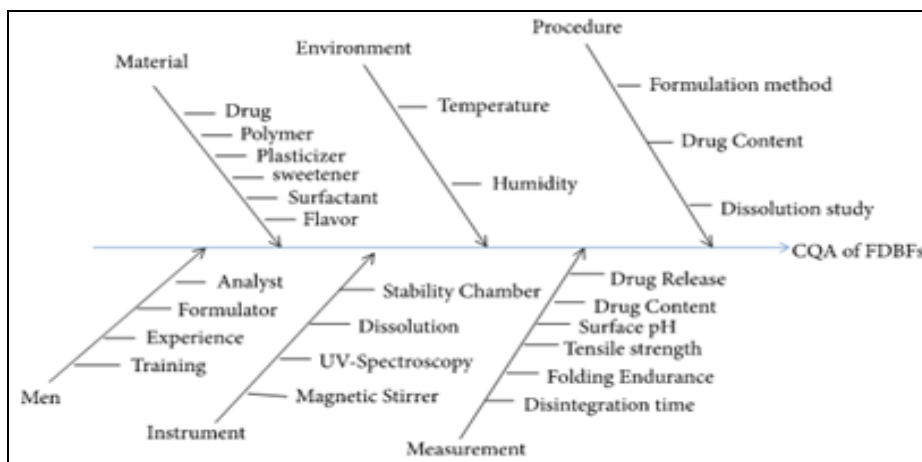 Procedure
Environment
Material
Formulation method
Temperature
Drug
Polymer
Drug Content
Plasticizer
sweetener
Humidity
Surfactant
Dissolution study
Flavor
CQA of FDBFs
Analyst
Stability Chamber
Drug Release
Formulator
Drug Content
Dissolution
Surface pH
Experience
Tensile strength
Training
UV-Spectroscopy
Folding Endurance
Men
Magnetic Stirrer
Disintegration time
Instrument
Measurement